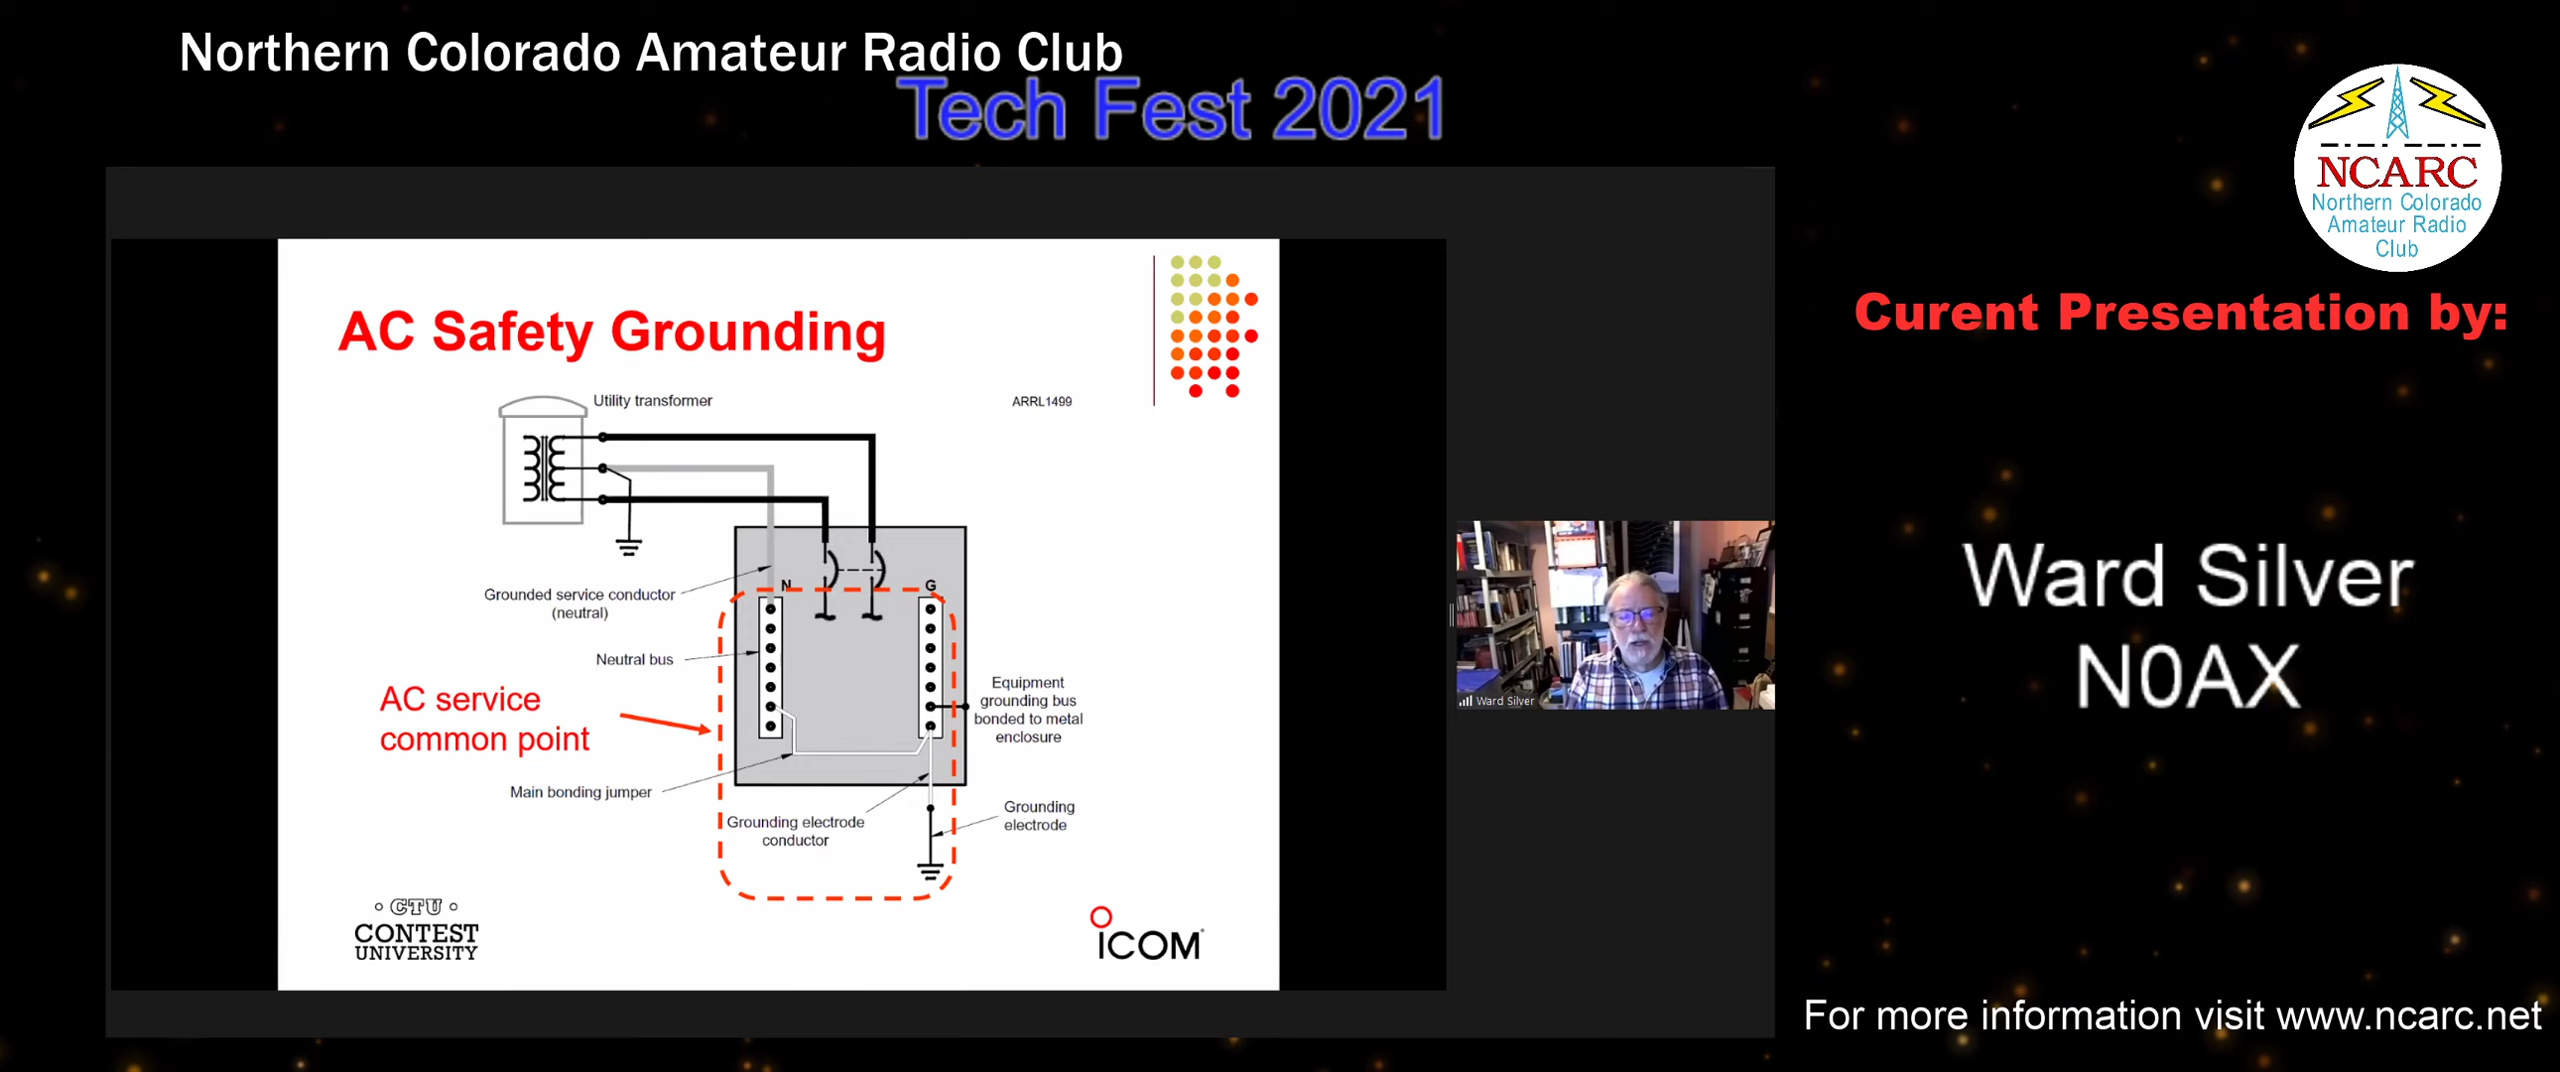 Northern Colorado Amateur Radio Club
Tech Fest 2021
NCARC
Northern Colorado
Amateur Radio
Club
Curent Presentation by:
Ward Silver
N0AX
For more information visit www.ncarc.net
AC Safety Grounding
Utility transformer
ARRL1499
Grounded service conductor
(neutral)
N
G
Neutral bus
AC service
common point
Equipment
grounding bus
bonded to metal
enclosure
Main bonding jumper
Grounding electrode
conductor
Grounding
electrode
CTU
CONTEST
UNIVERSITY
ICOM
Ward Silver